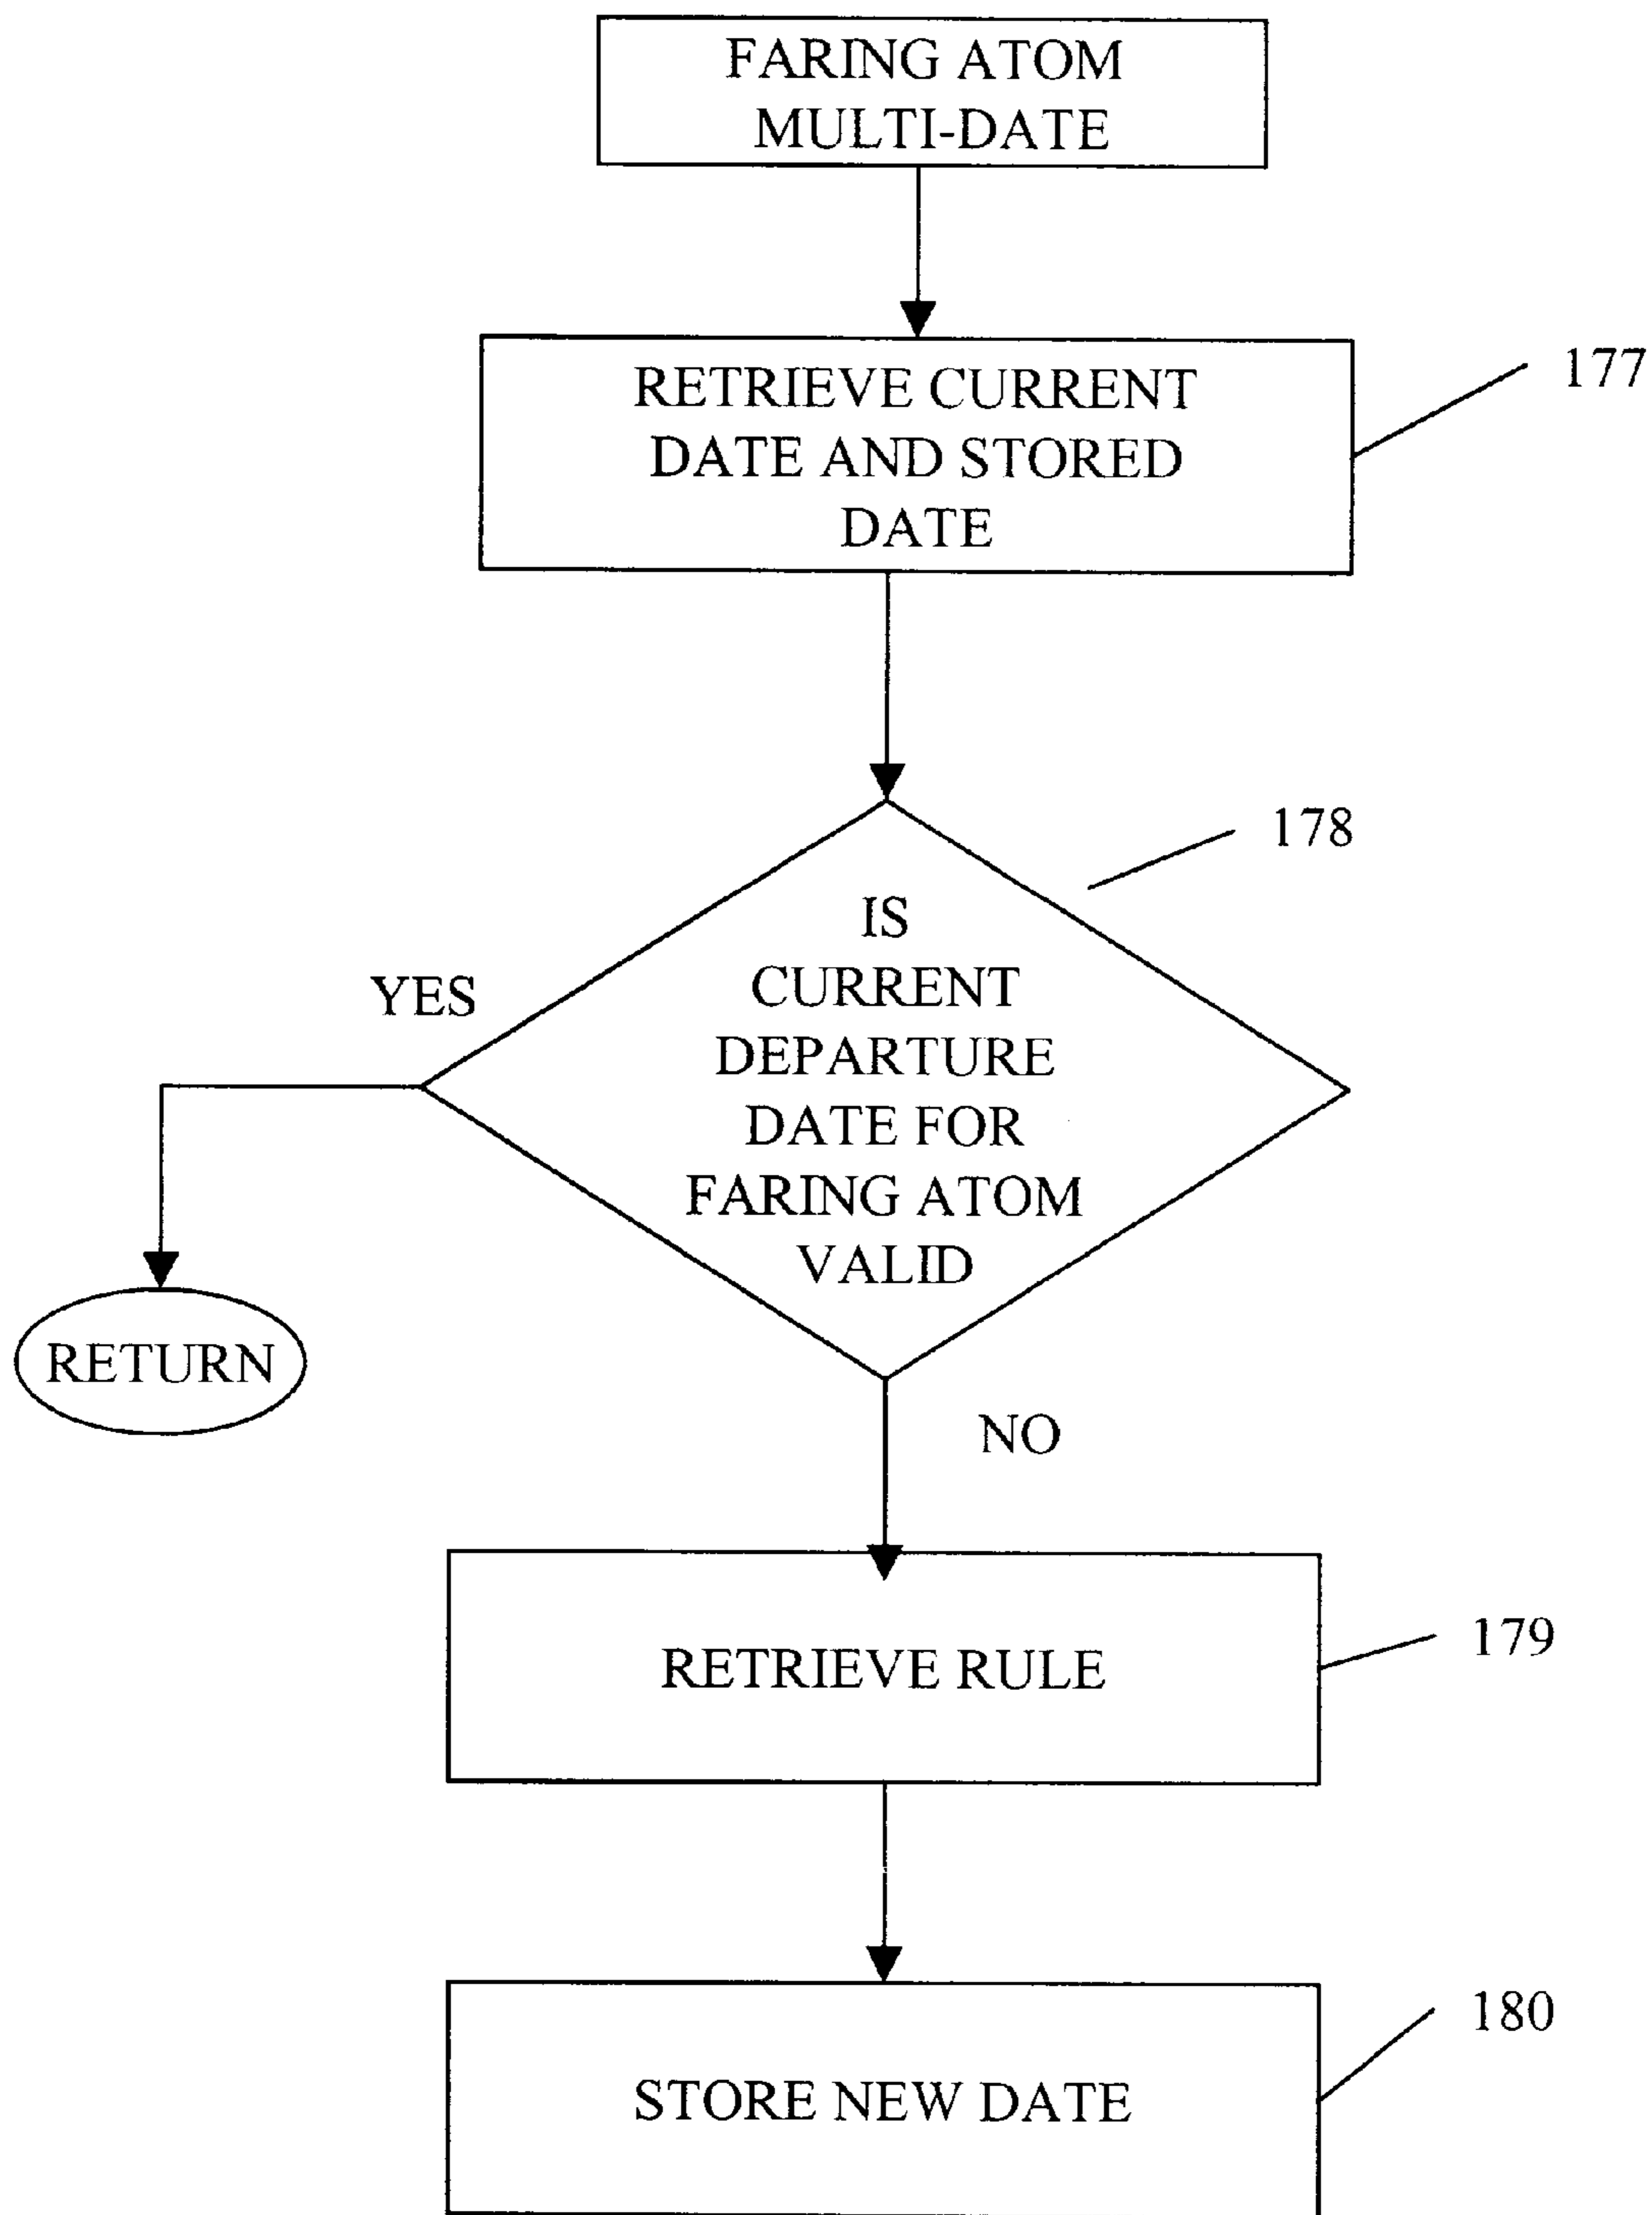 FARING ATOM
MULTI-DATE
RETRIEVE CURRENT
DATE AND STORED
DATE
177
178
IS
CURRENT
DEPARTURE
DATE FOR
FARING ATOM
VALID
YES
RETURN
NO
RETRIEVE RULE
179
STORE NEW DATE
180